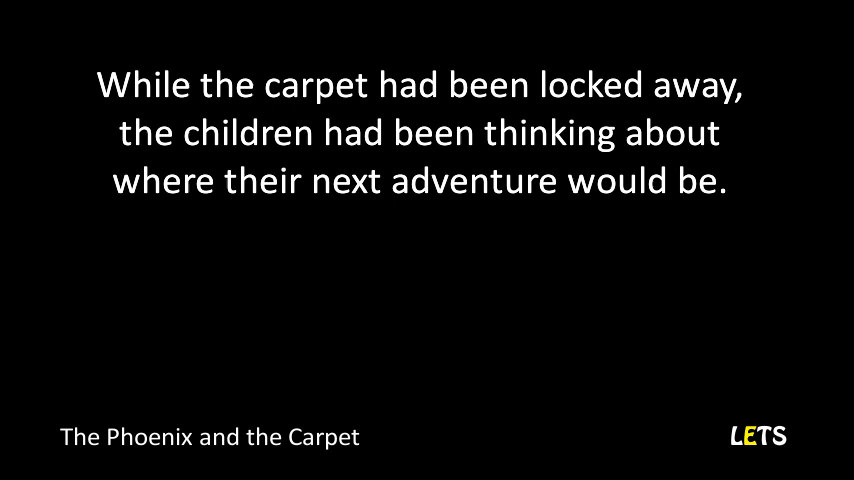 While the carpet had been locked away,
the children had been thinking about
where their next adventure would be.
The Phoenix and the Carpet
LETS